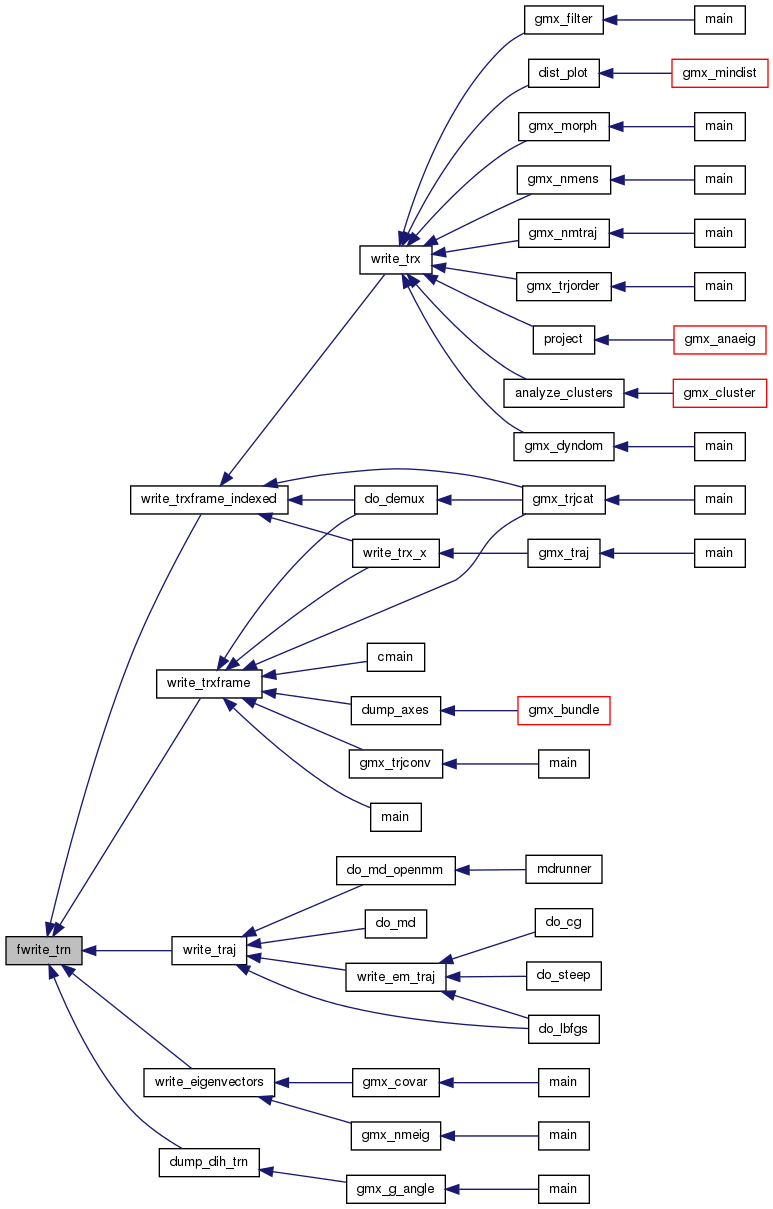 gmx_filter
main
dist_plot
gmx_mindist
gmx_morph
main
gmx_nmens
main
gmx_nmtraj
main
write_trx
gmx_trjorder
main
project
gmx_anaeig
analyze_clusters
gmx_cluster
gmx_dyndom
main
write_trxframe_indexed
do_demux
gmx_trjcat
main
write_trx_x
gmx_traj
main
cmain
write_trxframe
dump_axes
gmx_bundle
gmx_trjconv
main
main
do_md_openmm
mdrunner
do_md
do_cg
fwrite_trn
write_traj
write_em_traj
do_steep
do_lbfgs
write_eigenvectors
gmx_covar
main
gmx_nmeig
main
dump_dih_trn
gmx_g_angle
main